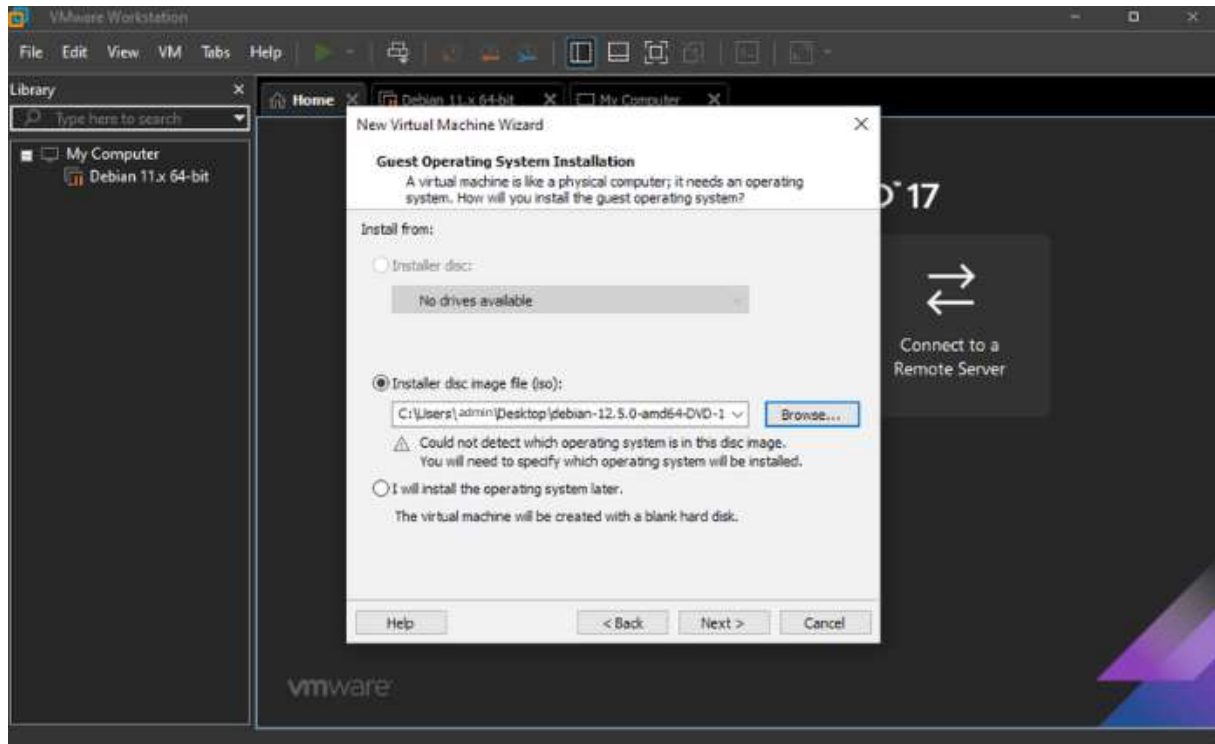 VMware Workstation
File Edit View VM Tabs Help
Library
Type here to search
My Computer
Debian 11.x 64-bit
Home
Debian 11.x 64-bit
My Computer
New Virtual Machine Wizard
Guest Operating System Installation
A virtual machine is like a physical computer; it needs an operating
system. How will you install the guest operating system?
Install from:
Installer disc:
No drives available
Installer disc image file (iso):
C:\Users\admin\Desktop\debian-12.5.0-amd64-DVD-1
Browse...
Could not detect which operating system is in this disc image.
You will need to specify which operating system will be installed.
I will install the operating system later.
The virtual machine will be created with a blank hard disk.
Help
< Back
Next >
Cancel
17
Connect to a
Remote Server
vmware